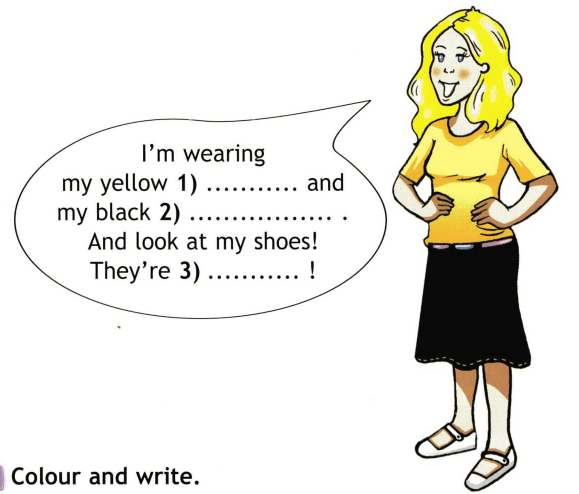 I'm wearing
my yellow 1) ........... and
my black 2) ................. .
And look at my shoes!
They're 3) ........... !
Colour and write.